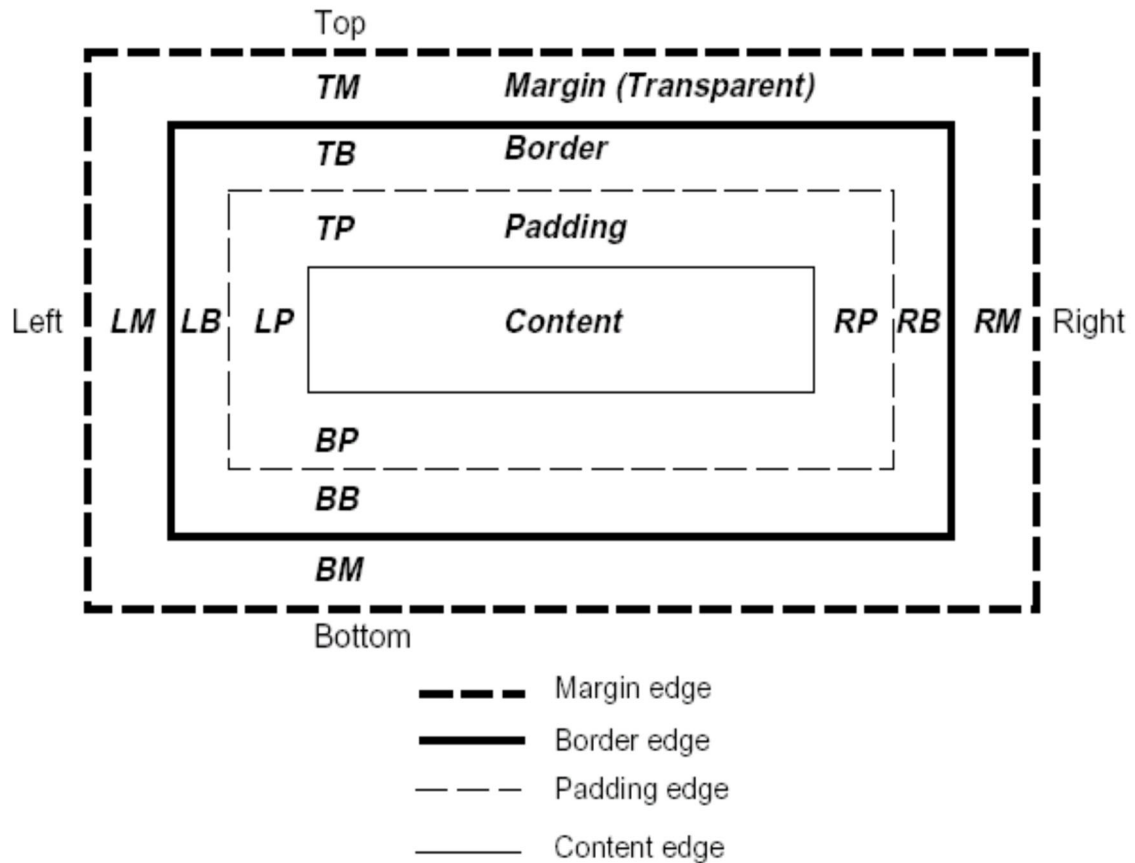 Top
TM Margin (Transparent)
TB Border
TP Padding
Left LM LB LP Content RP RB RM Right
BP
BB
BM
Bottom
Margin edge
Border edge
Padding edge
Content edge